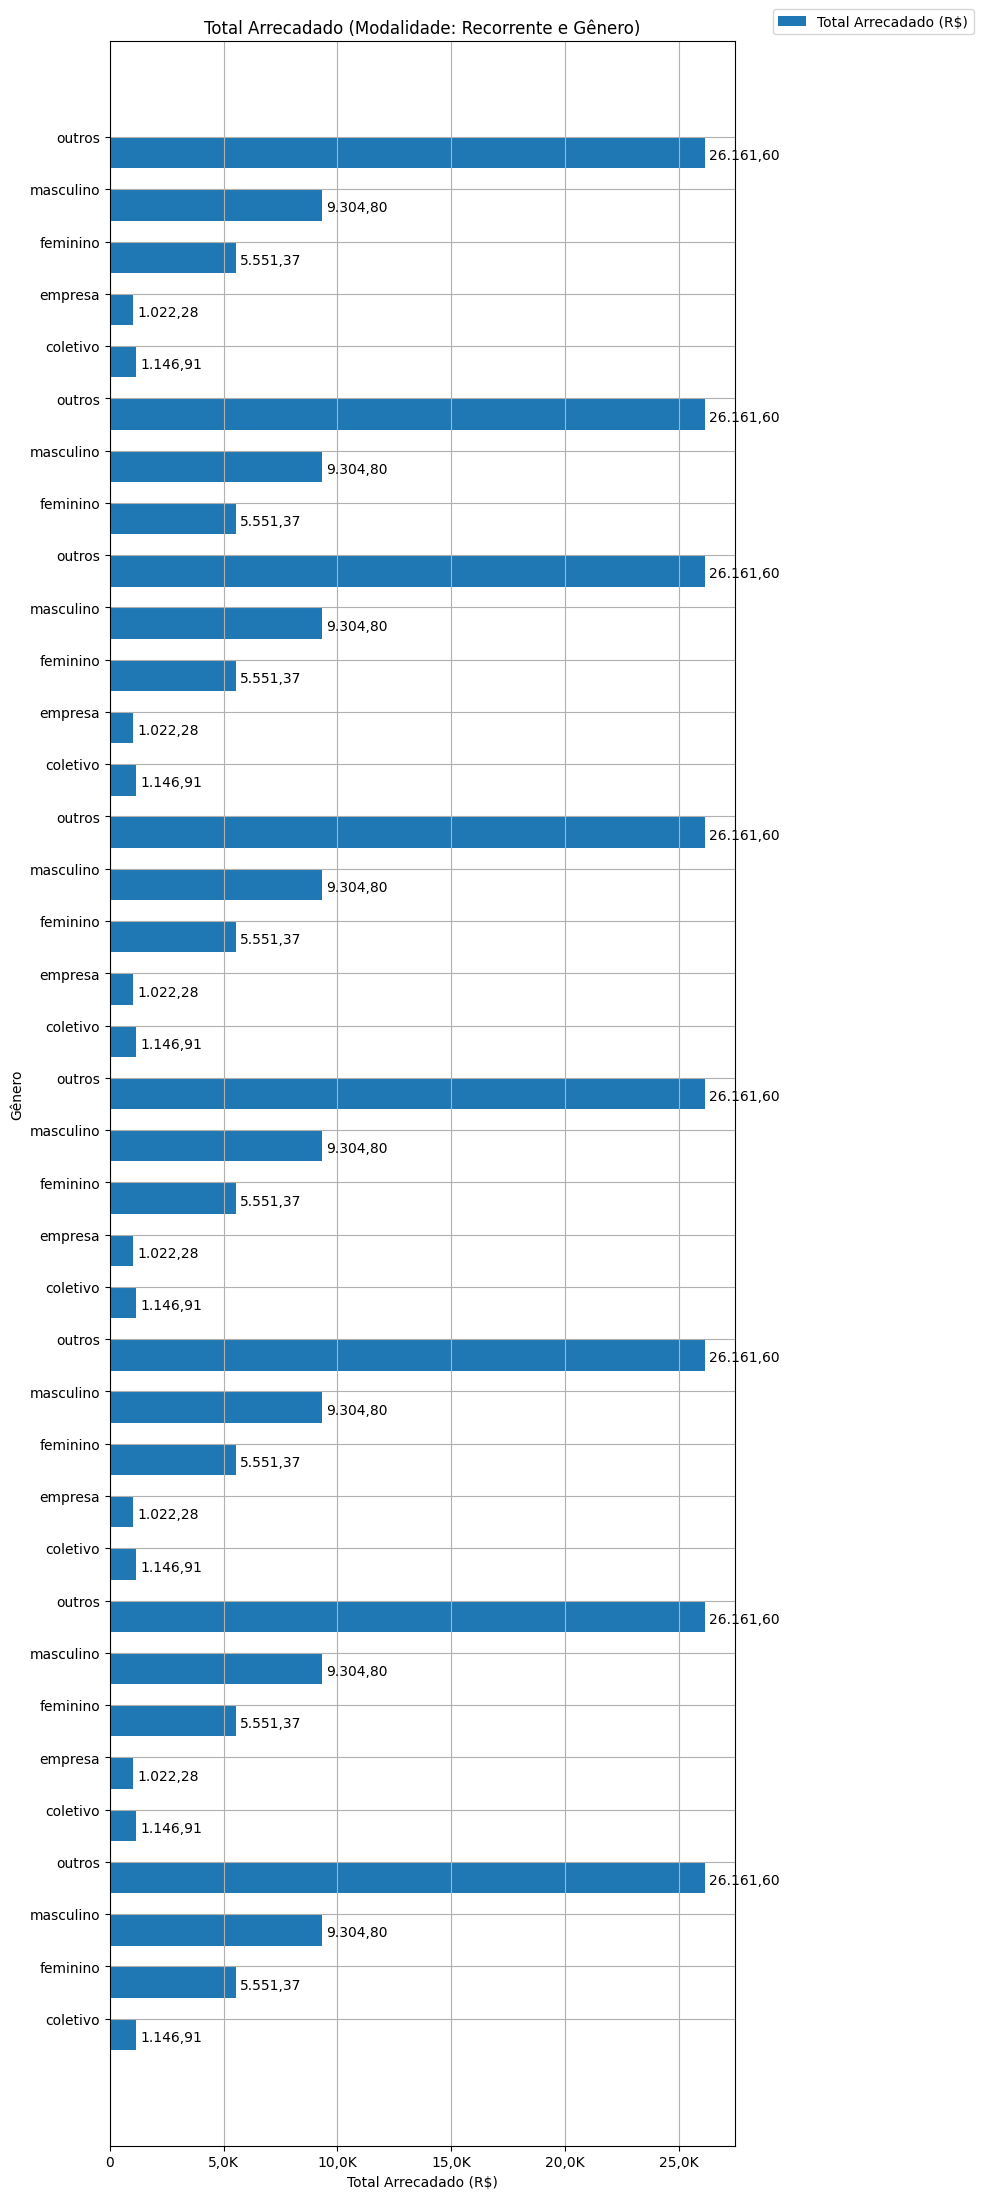 Total Arrecadado (Modalidade: Recorrente e Gênero)
Total Arrecadado (R$)
outros 26.161,60
masculino 9.304,80
feminino 5.551,37
empresa 1.022,28
coletivo 1.146,91
outros 26.161,60
masculino 9.304,80
feminino 5.551,37
outros 26.161,60
masculino 9.304,80
feminino 5.551,37
empresa 1.022,28
coletivo 1.146,91
outros 26.161,60
masculino 9.304,80
feminino 5.551,37
empresa 1.022,28
coletivo 1.146,91
Gênero
outros 26.161,60
masculino 9.304,80
feminino 5.551,37
empresa 1.022,28
coletivo 1.146,91
outros 26.161,60
masculino 9.304,80
feminino 5.551,37
empresa 1.022,28
coletivo 1.146,91
outros 26.161,60
masculino 9.304,80
feminino 5.551,37
empresa 1.022,28
coletivo 1.146,91
outros 26.161,60
masculino 9.304,80
feminino 5.551,37
coletivo 1.146,91
0 5,0K 10,0K 15,0K 20,0K 25,0K
Total Arrecadado (R$)